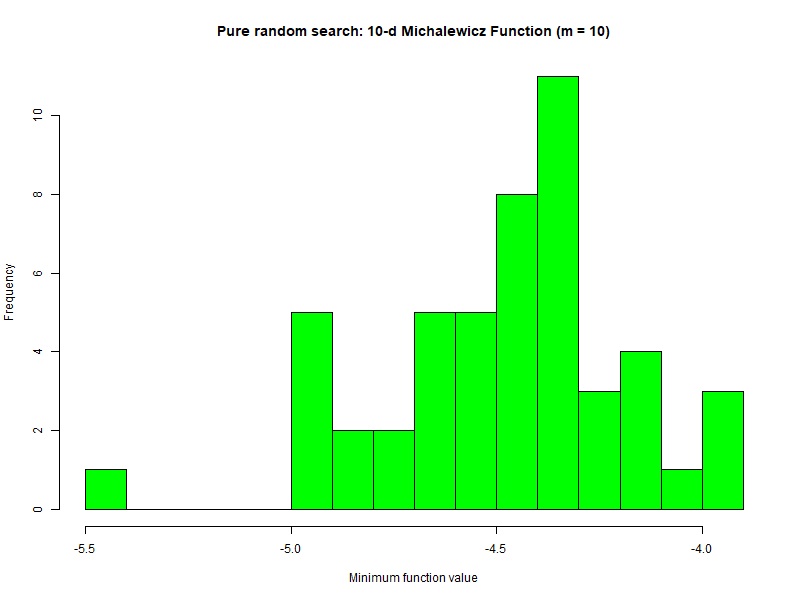 Pure random search: 10-d Michalewicz Function (m = 10)
Frequency
10
8
6
4
2
0
-5.5 -5.0 -4.5 -4.0
Minimum function value